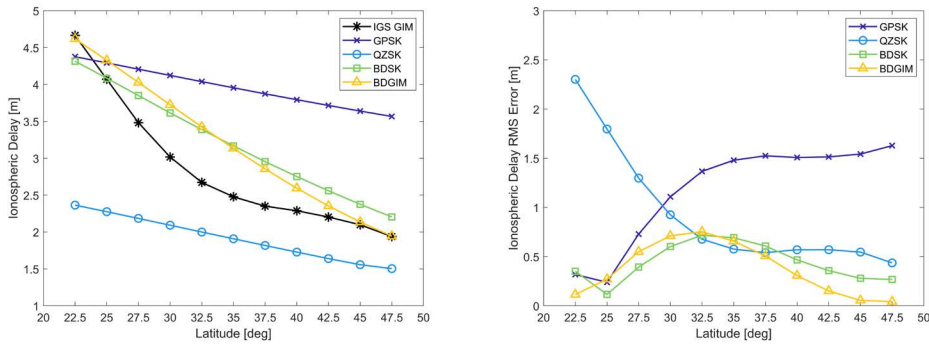 5
4.5
4
3.5
3
2.5
2
1.5
1
20 22.5 25 27.5 30 32.5 35 37.5 40 42.5 45 47.5 50
Latitude [deg]
Ionospheric Delay [m]
IGS GIM
GPSK
QZSK
BDSK
BDGIM
3
2.5
2
1.5
1
0.5
0
20 22.5 25 27.5 30 32.5 35 37.5 40 42.5 45 47.5 50
Latitude [deg]
Ionospheric Delay RMS Error [m]
GPSK
QZSK
BDSK
BDGIM